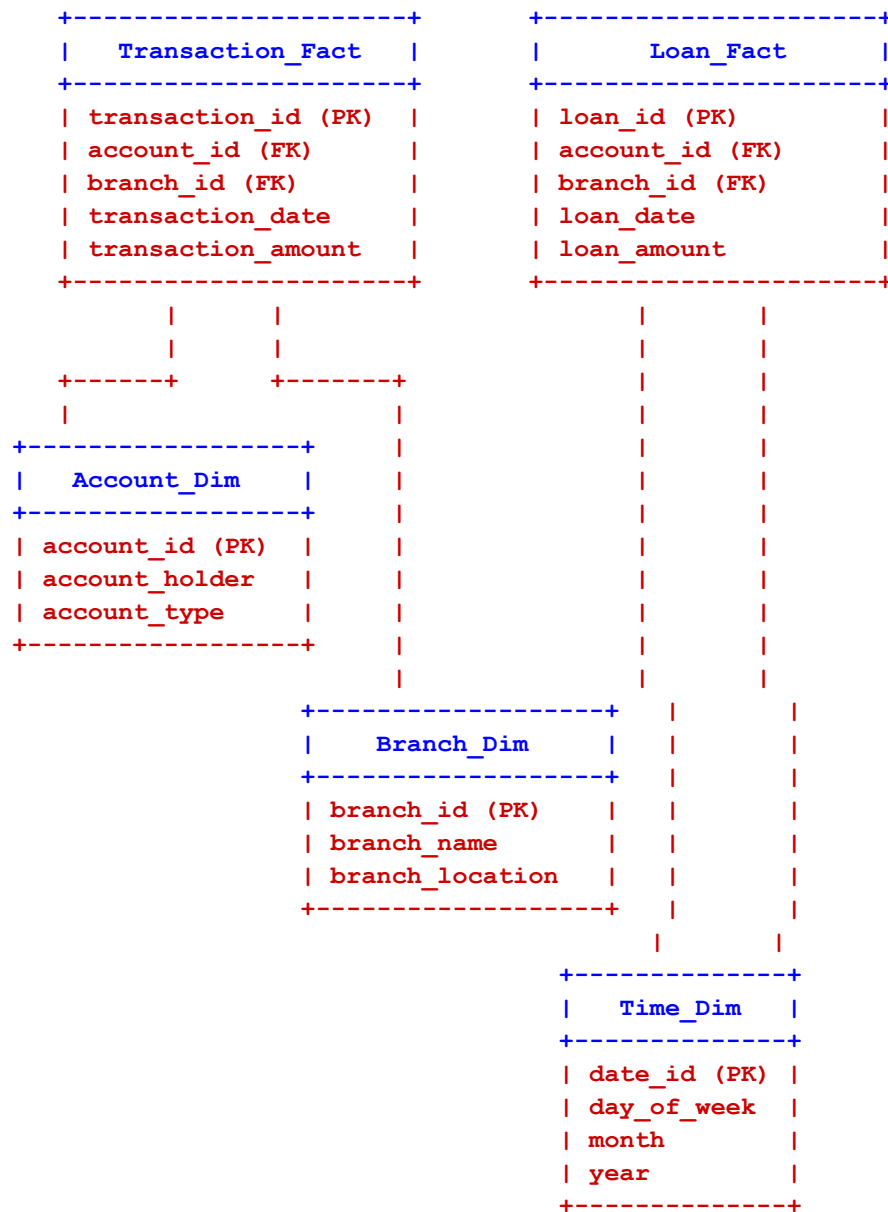 Transaction_Fact
transaction_id (PK)
account_id (FK)
branch_id (FK)
transaction_date
transaction_amount
Loan_Fact
loan_id (PK)
account_id (FK)
branch_id (FK)
loan_date
loan_amount
Account_Dim
account_id (PK)
account_holder
account_type
Branch_Dim
branch_id (PK)
branch_name
branch_location
Time_Dim
date_id (PK)
day_of_week
month
year